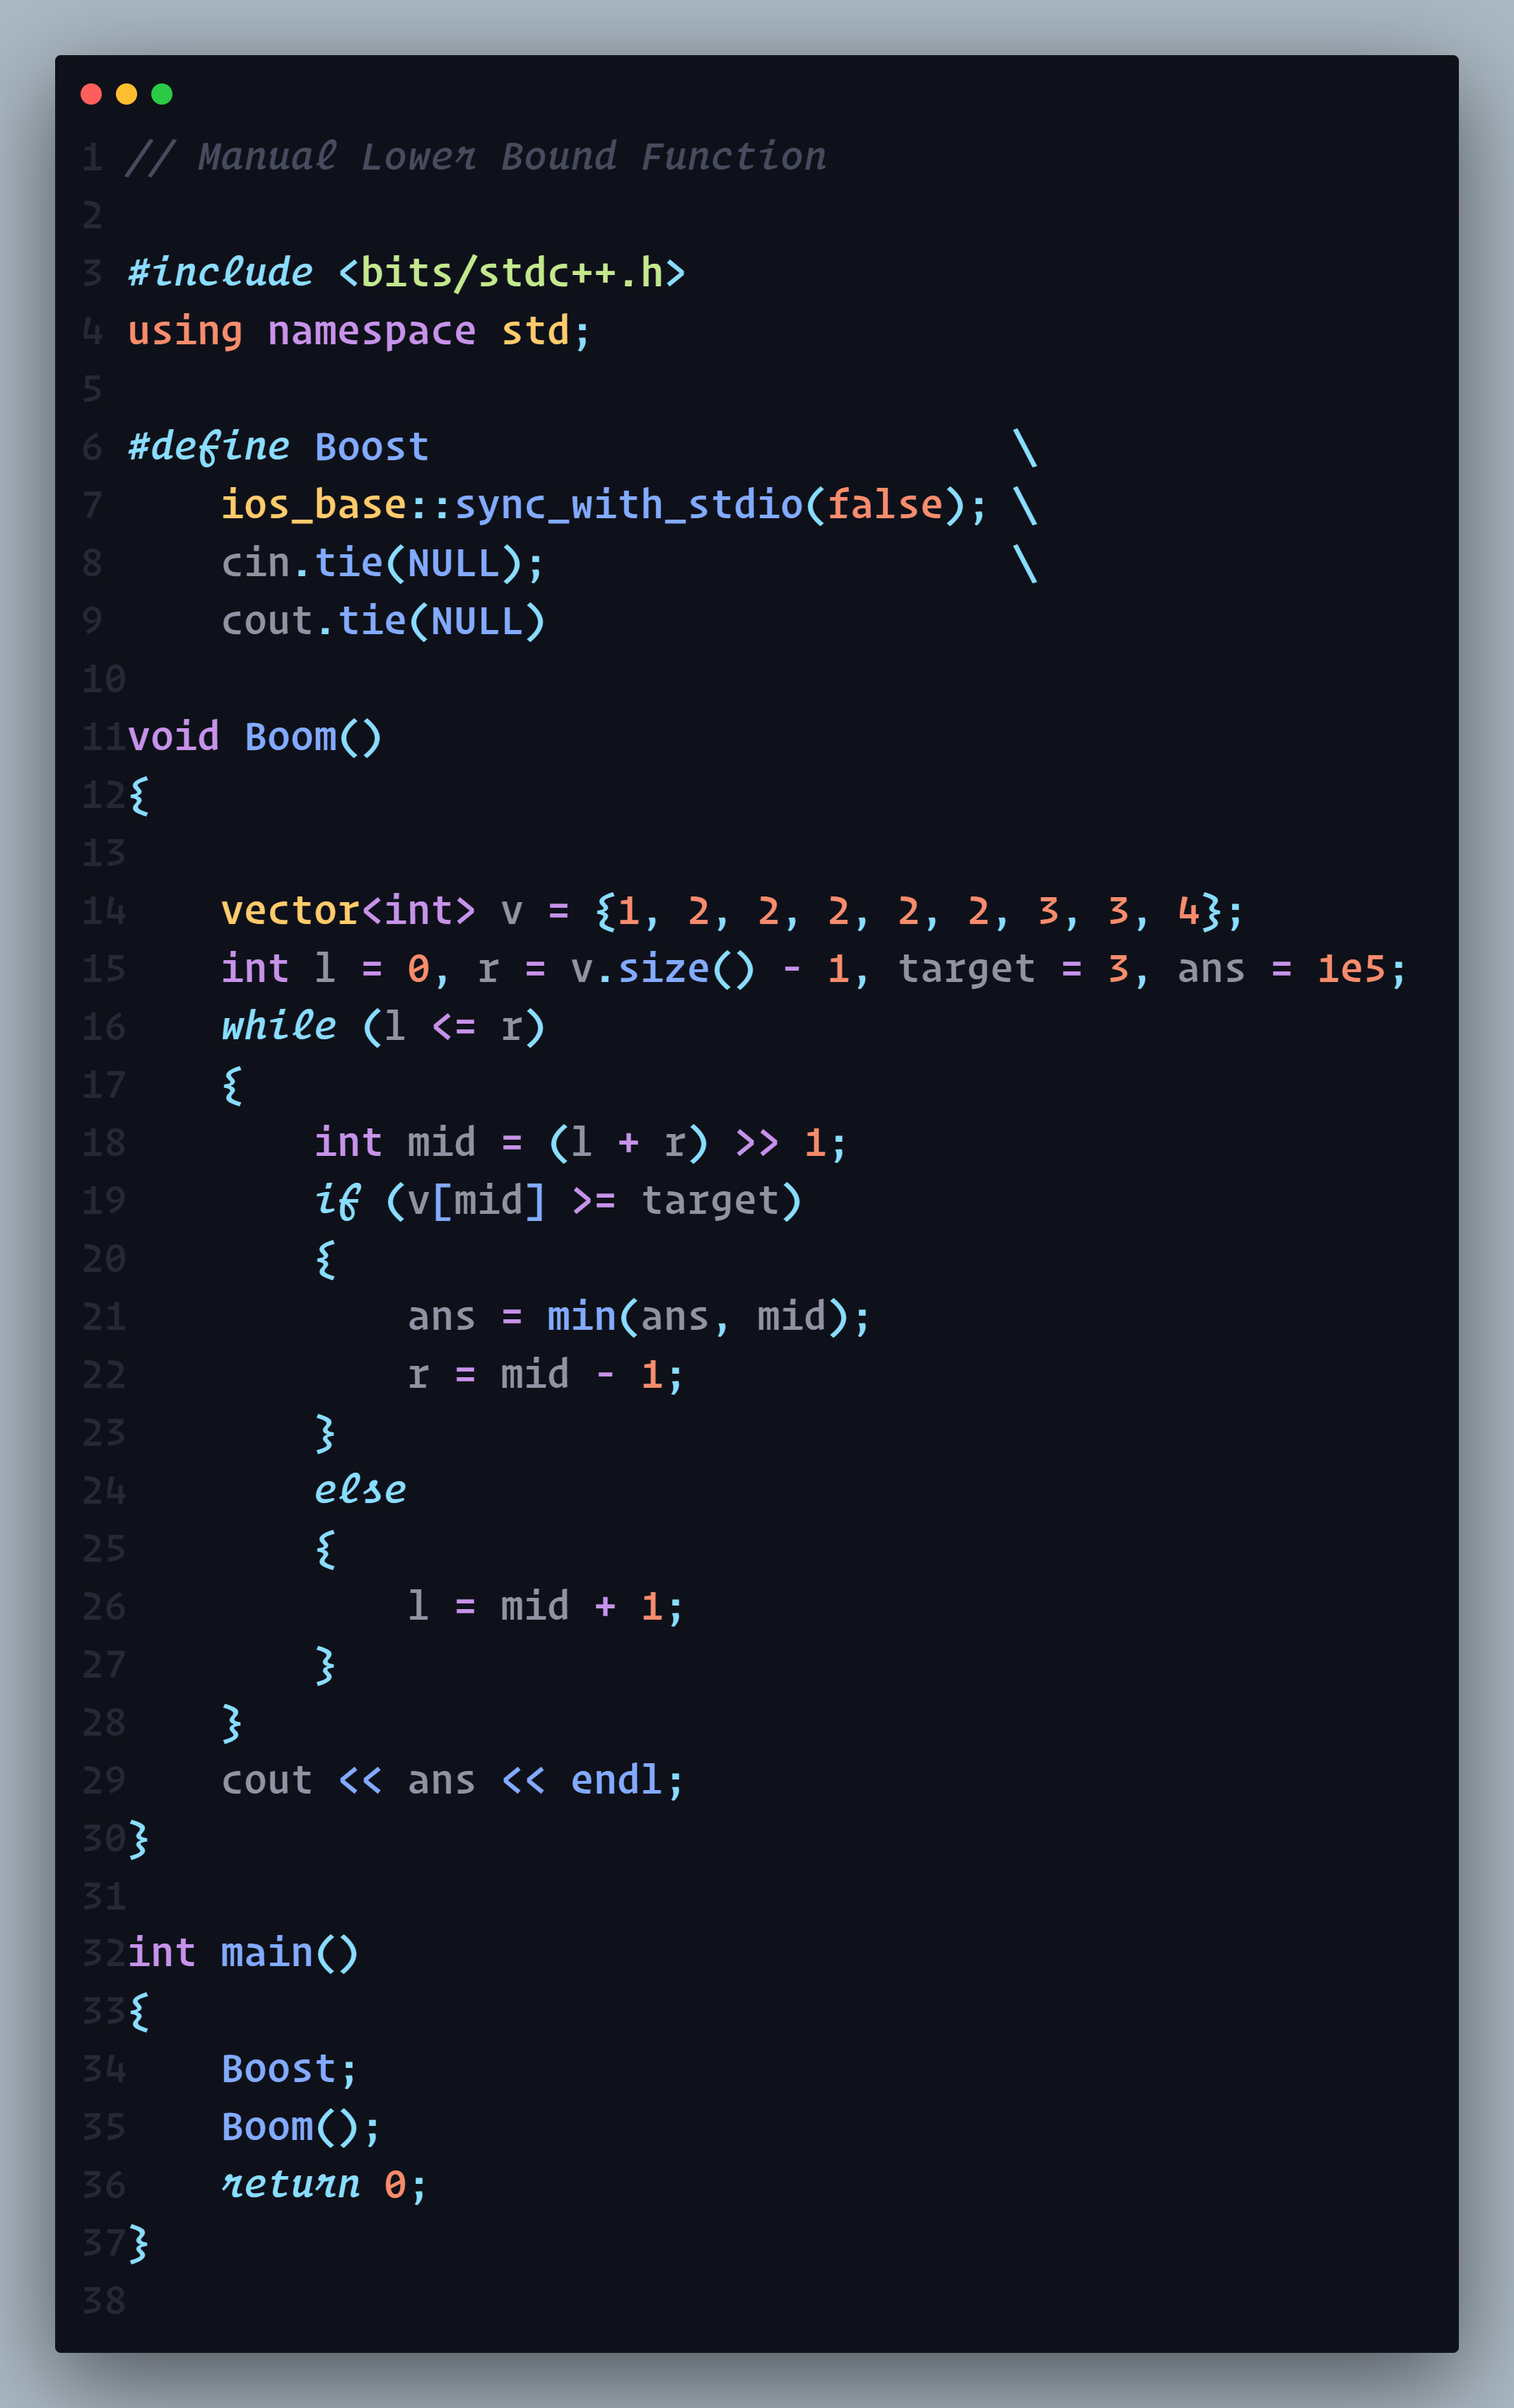 1 // Manual Lower Bound Function
2
3 #include <bits/stdc++.h>
4 using namespace std;
5
6 #define Boost                         \
7     ios_base::sync_with_stdio(false); \
8     cin.tie(NULL);                    \
9     cout.tie(NULL)
10
11void Boom()
12{
13
14    vector<int> v = {1, 2, 2, 2, 2, 2, 3, 3, 4};
15    int l = 0, r = v.size() - 1, target = 3, ans = 1e5;
16    while (l <= r)
17    {
18        int mid = (l + r) >> 1;
19        if (v[mid] >= target)
20        {
21            ans = min(ans, mid);
22            r = mid - 1;
23        }
24        else
25        {
26            l = mid + 1;
27        }
28    }
29    cout << ans << endl;
30}
31
32int main()
33{
34    Boost;
35    Boom();
36    return 0;
37}
38